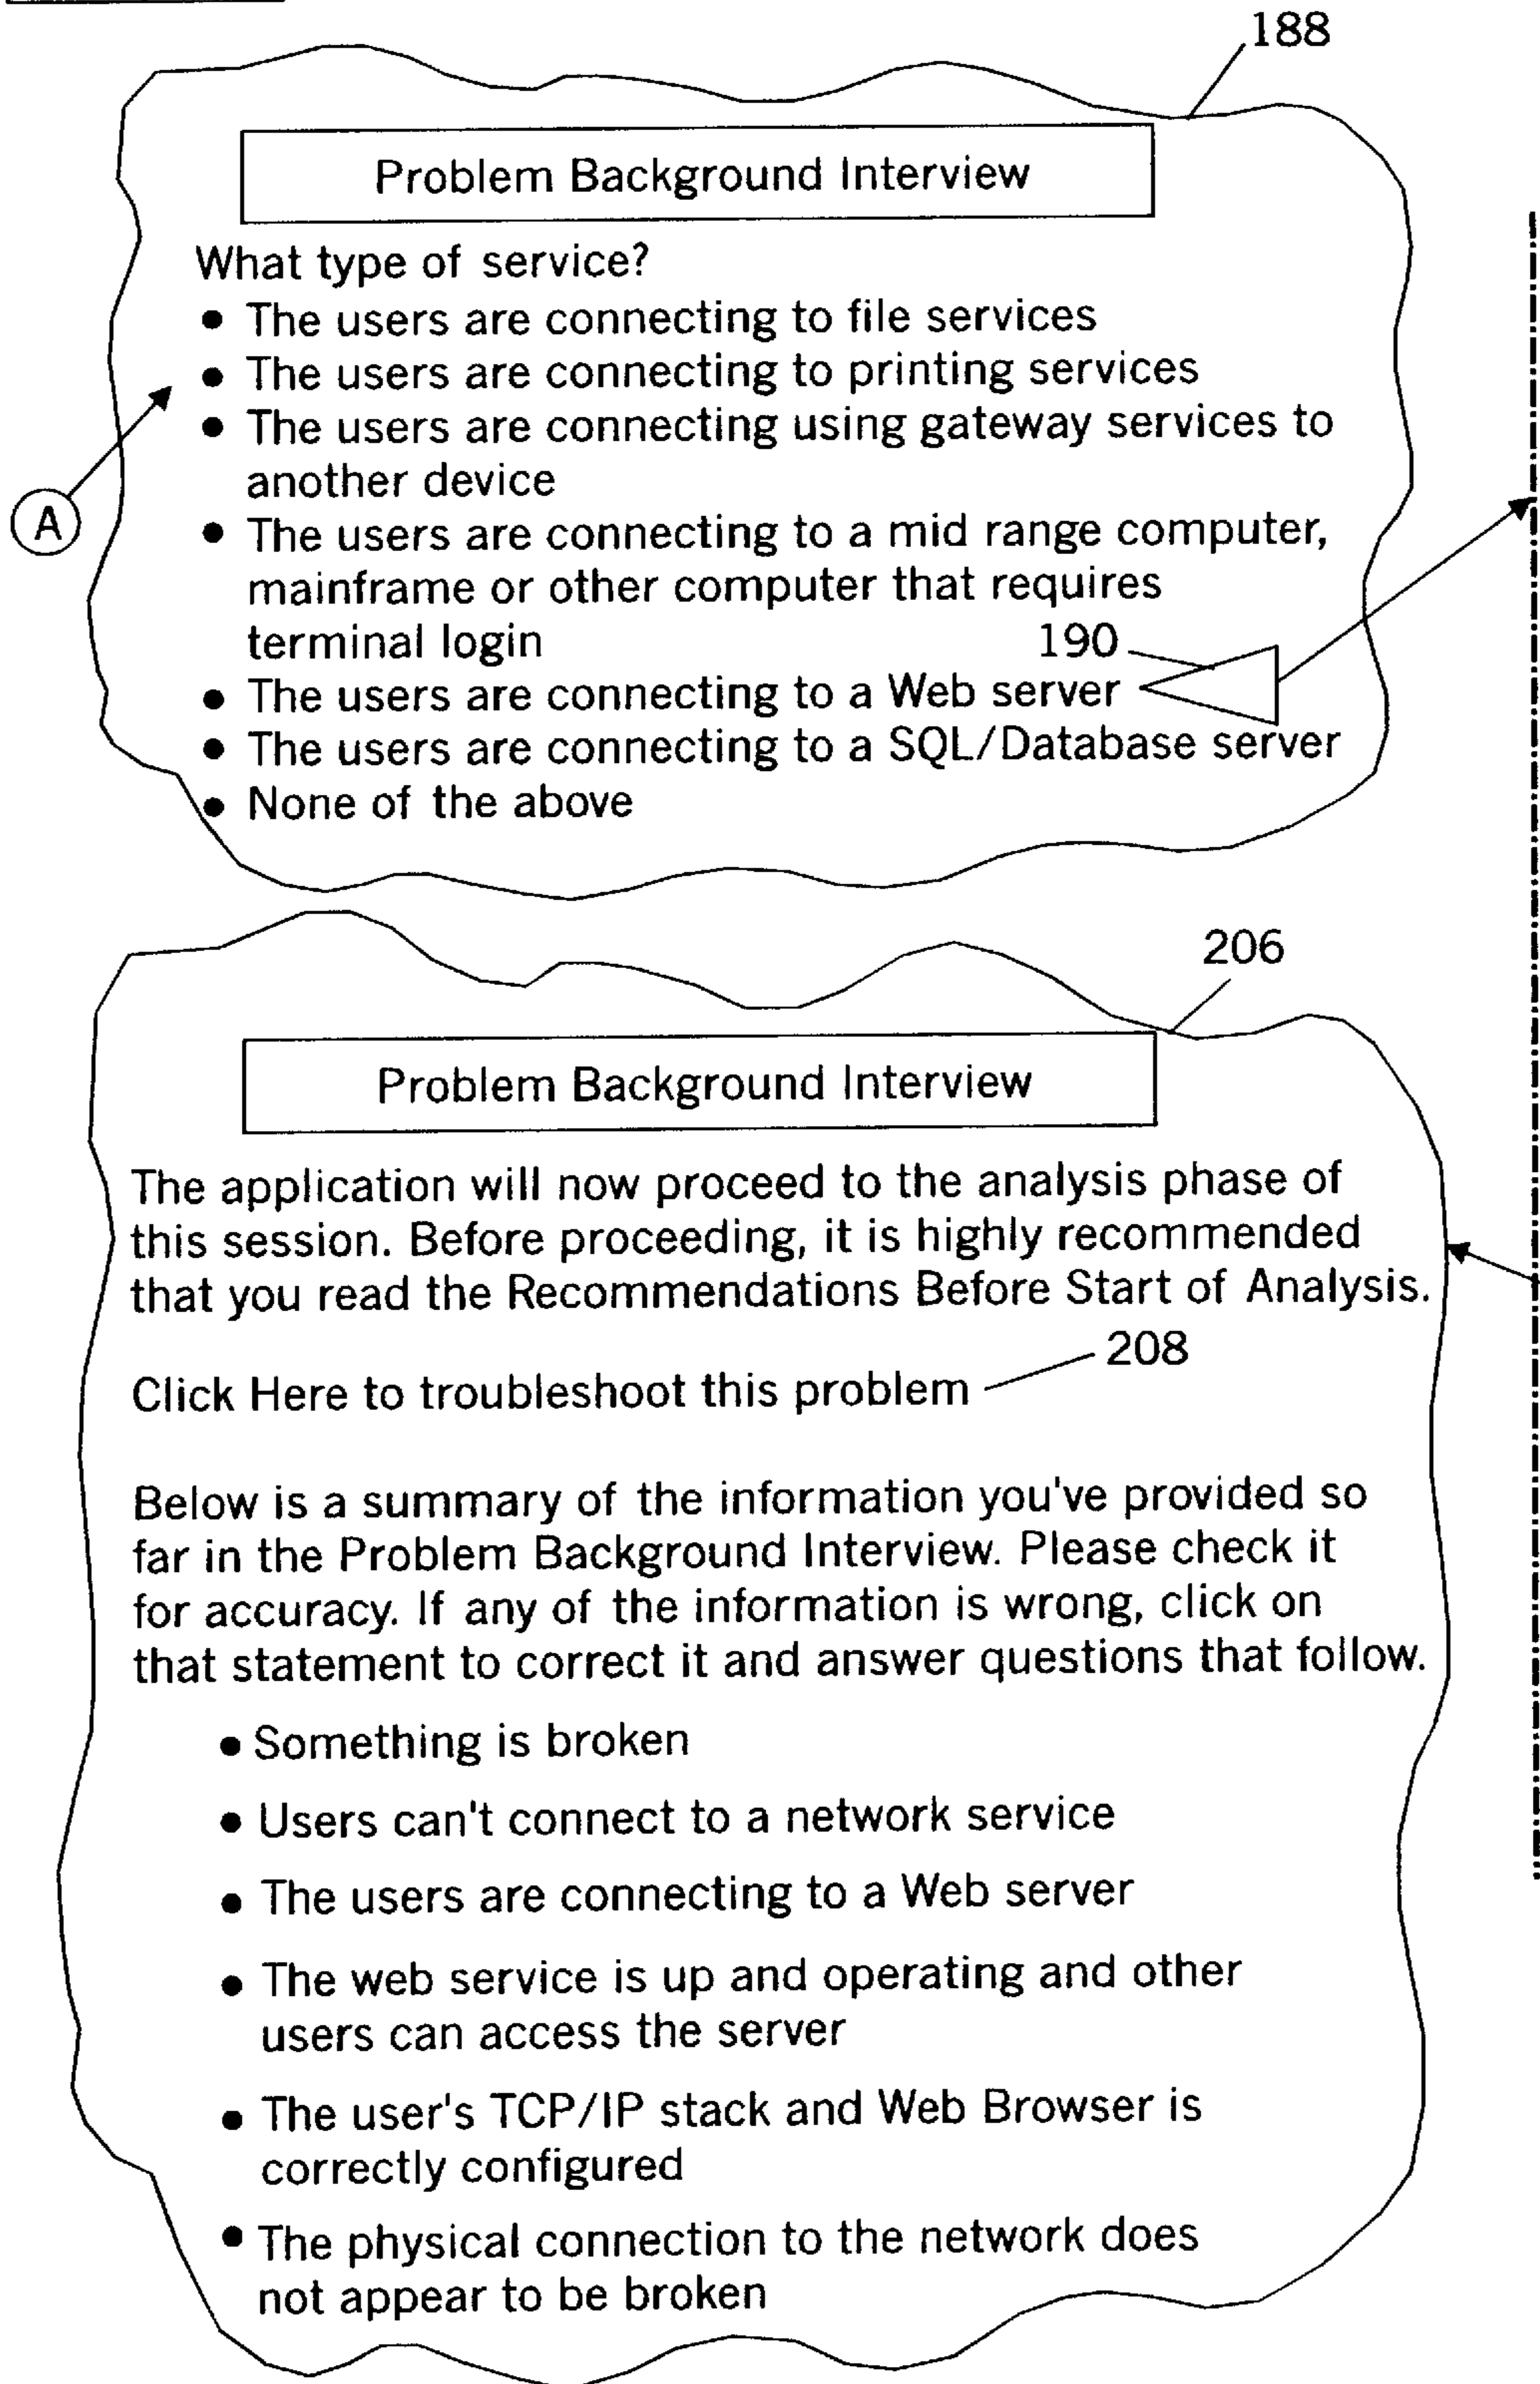 188
Problem Background Interview
What type of service?
• The users are connecting to file services
• The users are connecting to printing services
• The users are connecting using gateway services to
another device
A
• The users are connecting to a mid range computer,
mainframe or other computer that requires
terminal login
190
• The users are connecting to a Web server
• The users are connecting to a SQL/Database server
• None of the above
206
Problem Background Interview
The application will now proceed to the analysis phase of
this session. Before proceeding, it is highly recommended
that you read the Recommendations Before Start of Analysis.
208
Click Here to troubleshoot this problem
Below is a summary of the information you've provided so
far in the Problem Background Interview. Please check it
for accuracy. If any of the information is wrong, click on
that statement to correct it and answer questions that follow.
• Something is broken
• Users can't connect to a network service
• The users are connecting to a Web server
• The web service is up and operating and other
users can access the server
• The user's TCP/IP stack and Web Browser is
correctly configured
• The physical connection to the network does
not appear to be broken